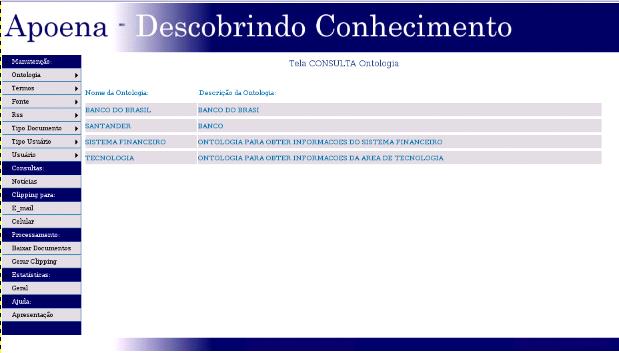 Apoena - Descobrindo Conhecimento
Manutenção:
Ontologia
Termos
Fonte
Rss
Tipo Documento
Tipo Usuário
Usuário
Consultas:
Notícias
Clipping para:
E_mail
Celular
Processamento:
Baixar Documentos
Gerar Clipping
Estatísticas:
Geral
Ajuda:
Apresentação
Tela CONSULTA Ontologia
Nome da Ontologia: Descrição da Ontologia:
BANCO DO BRASIL BANCO DO BRASI
SANTANDER BANCO
SISTEMA FINANCEIRO ONTOLOGIA PARA OBTER INFORMACOES DO SISTEMA FINANCEIRO
TECNOLOGIA ONTOLOGIA PARA OBTER INFORMACOES DA AREA DE TECNOLOGIA